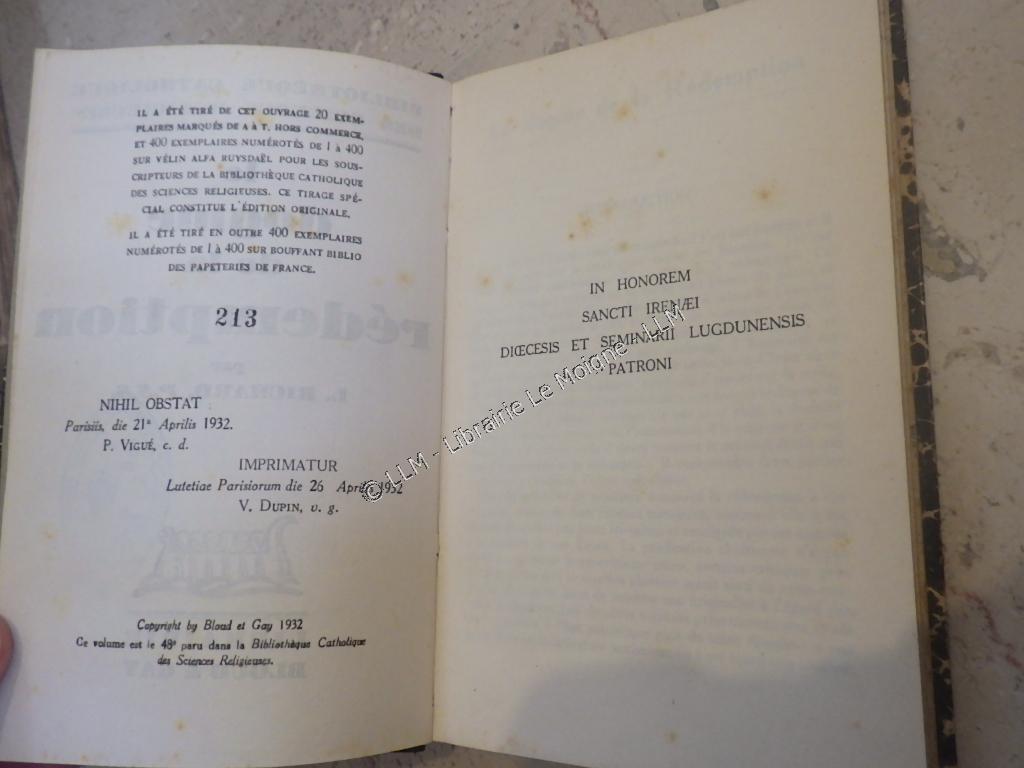 IL A ÉTÉ TIRÉ DE CET OUVRAGE 20 EXEM-
PLAIRES MARQUÉS DE A à T. HORS COMMERCE,
ET 400 EXEMPLAIRES NUMÉROTÉS DE 1 à 400
SUR VÉLIN ALFA RUYSDAËL POUR LES SOUS-
CRIPTEURS DE LA BIBLIOTHÈQUE CATHOLIQUE
DES SCIENCES RELIGIEUSES. CE TIRAGE SPÉ-
CIAL CONSTITUE L'ÉDITION ORIGINALE.
IL A ÉTÉ TIRÉ EN OUTRE 400 EXEMPLAIRES
NUMÉROTÉS DE 1 à 400 SUR BOUFFANT BIBLIO
DES PAPETERIES DE FRANCE.
213
NIHIL OBSTAT :
Parisiis, die 21ª Aprilis 1932.
P. VIGUÉ, c. d.
IMPRIMATUR
Lutetiae Parisiorum die 26 Aprilis 1932
V. DUPIN, v. g.
Copyright by Bloud et Gay 1932
Ce volume est le 48ᵉ paru dans la Bibliothèque Catholique
des Sciences Religieuses.
IN HONOREM
SANCTI IRENÆI
DIŒCESIS ET SEMINARII LUGDUNENSIS
PATRONI
© LLM - Librairie Le Moigne - LLM